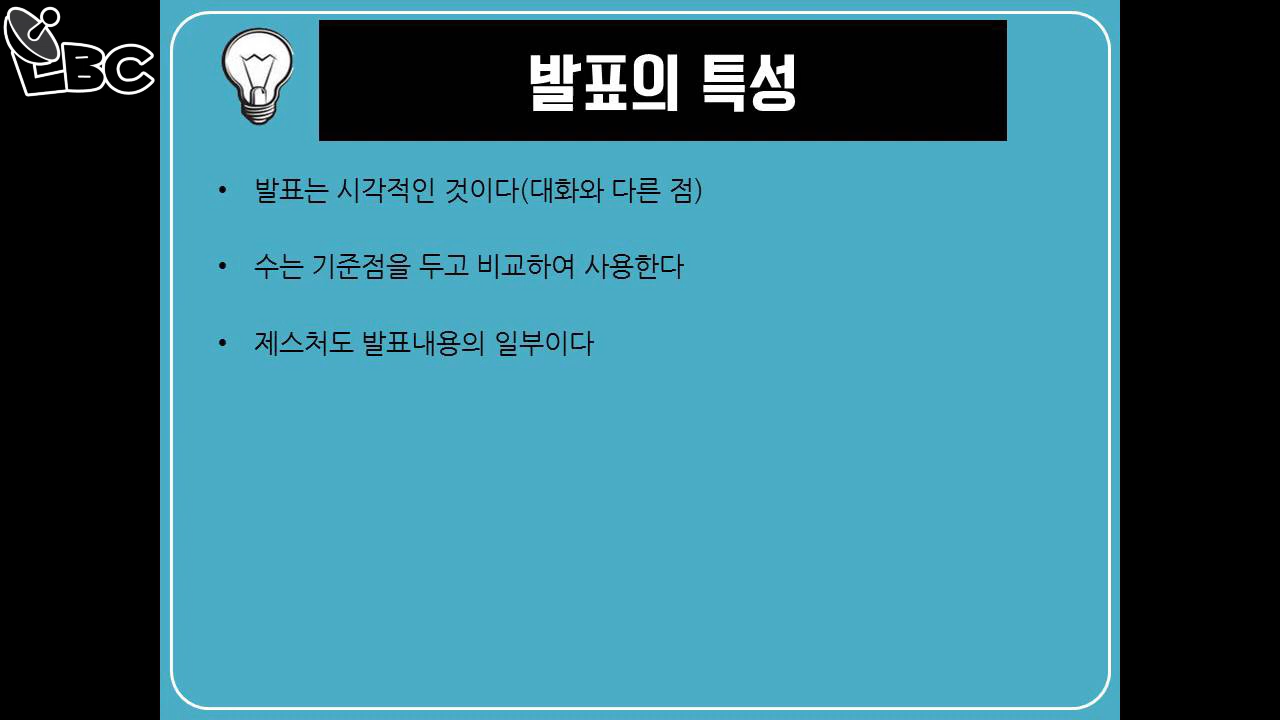 LBC
발표의 특성
• 발표는 시각적인 것이다(대화와 다른 점)
• 수는 기준점을 두고 비교하여 사용한다
• 제스처도 발표내용의 일부이다